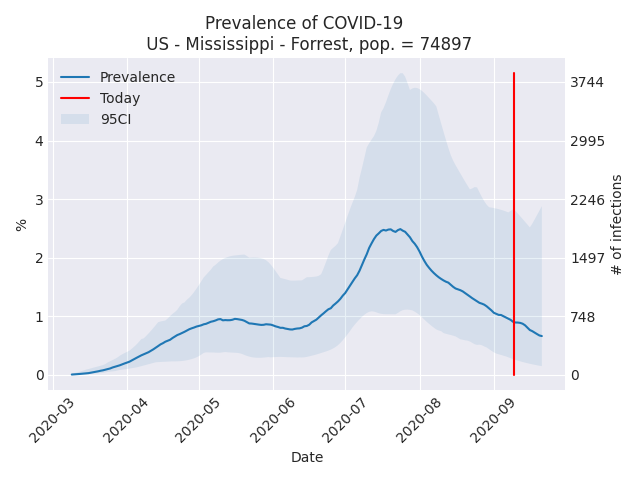 Prevalence of COVID-19
US - Mississippi - Forrest, pop. = 74897
Prevalence
Today
95CI
5
4
3
2
1
0
%
3744
2995
2246
1497
748
0
# of infections
2020-03
2020-04
2020-05
2020-06
2020-07
2020-08
2020-09
Date